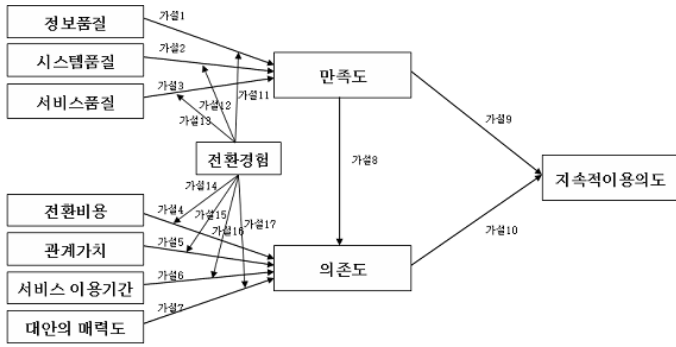 정보품질
가설1
시스템품질
가설2
만족도
서비스품질
가설3
가설11
가설12
가설13
가설9
전환경험
가설8
지속적이용의도
가설14
전환비용
가설4
가설15
가설17
가설16
관계가치
가설5
가설10
의존도
서비스 이용기간
가설6
대안의 매력도
가설7